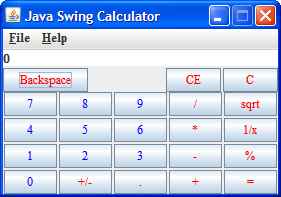 Java Swing Calculator
File Help
0
Backspace CE C
7 8 9 / sqrt
4 5 6 * 1/x
1 2 3 - %
0 +/- . + =